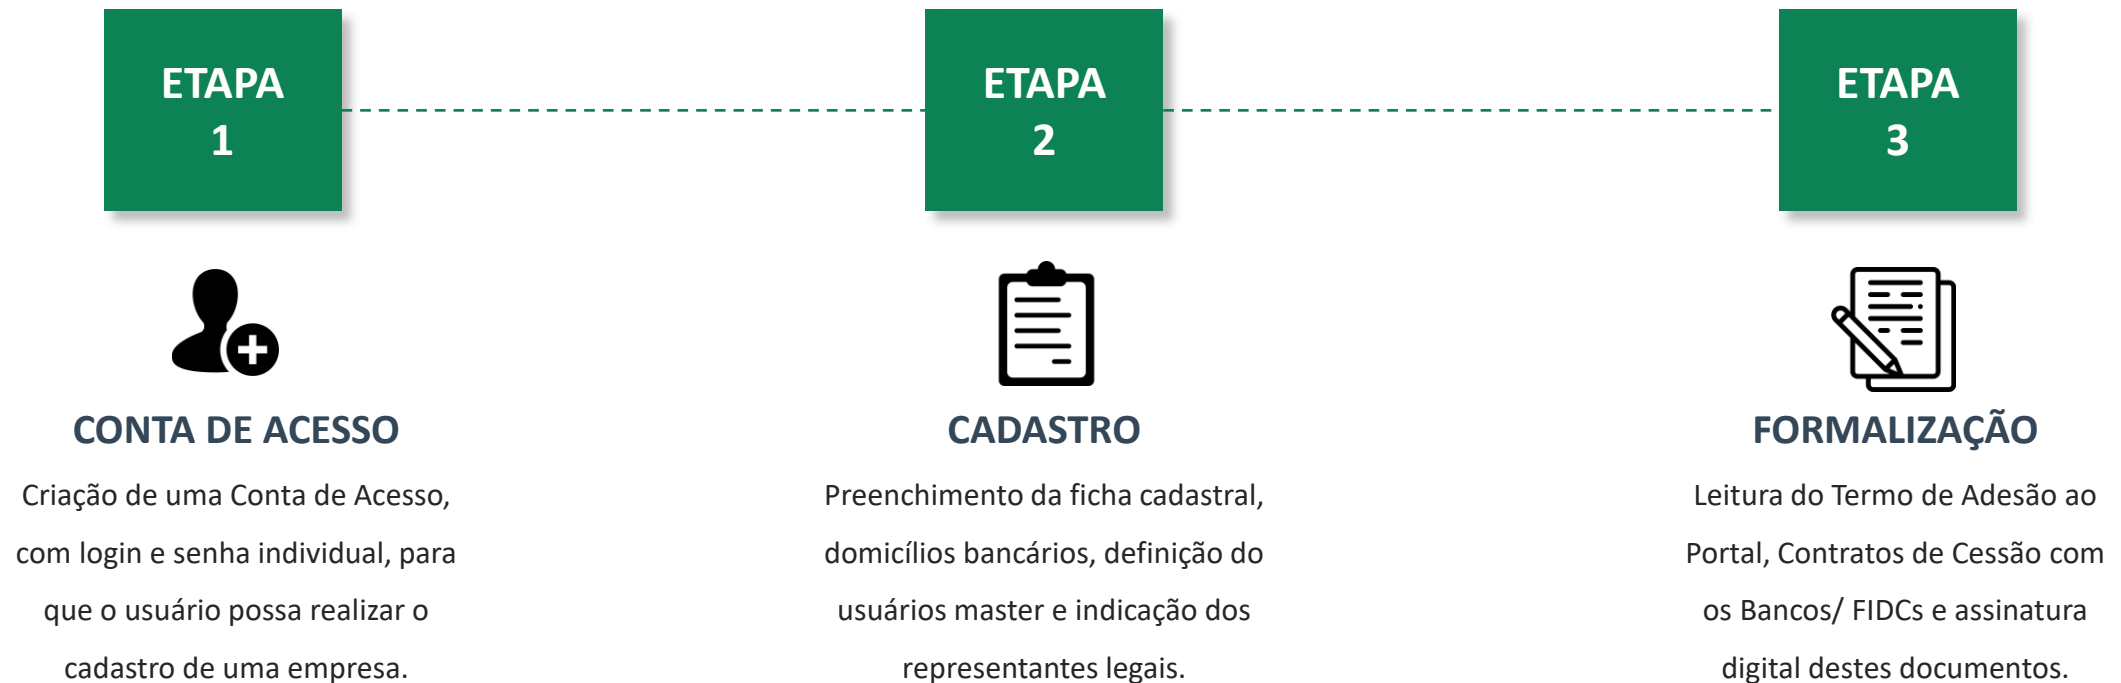 ETAPA
1
ETAPA
2
ETAPA
3
CONTA DE ACESSO
Criação de uma Conta de Acesso,
com login e senha individual, para
que o usuário possa realizar o
cadastro de uma empresa.
CADASTRO
Preenchimento da ficha cadastral,
domicílios bancários, definição do
usuários master e indicação dos
representantes legais.
FORMALIZAÇÃO
Leitura do Termo de Adesão ao
Portal, Contratos de Cessão com
os Bancos/ FIDCs e assinatura
digital destes documentos.